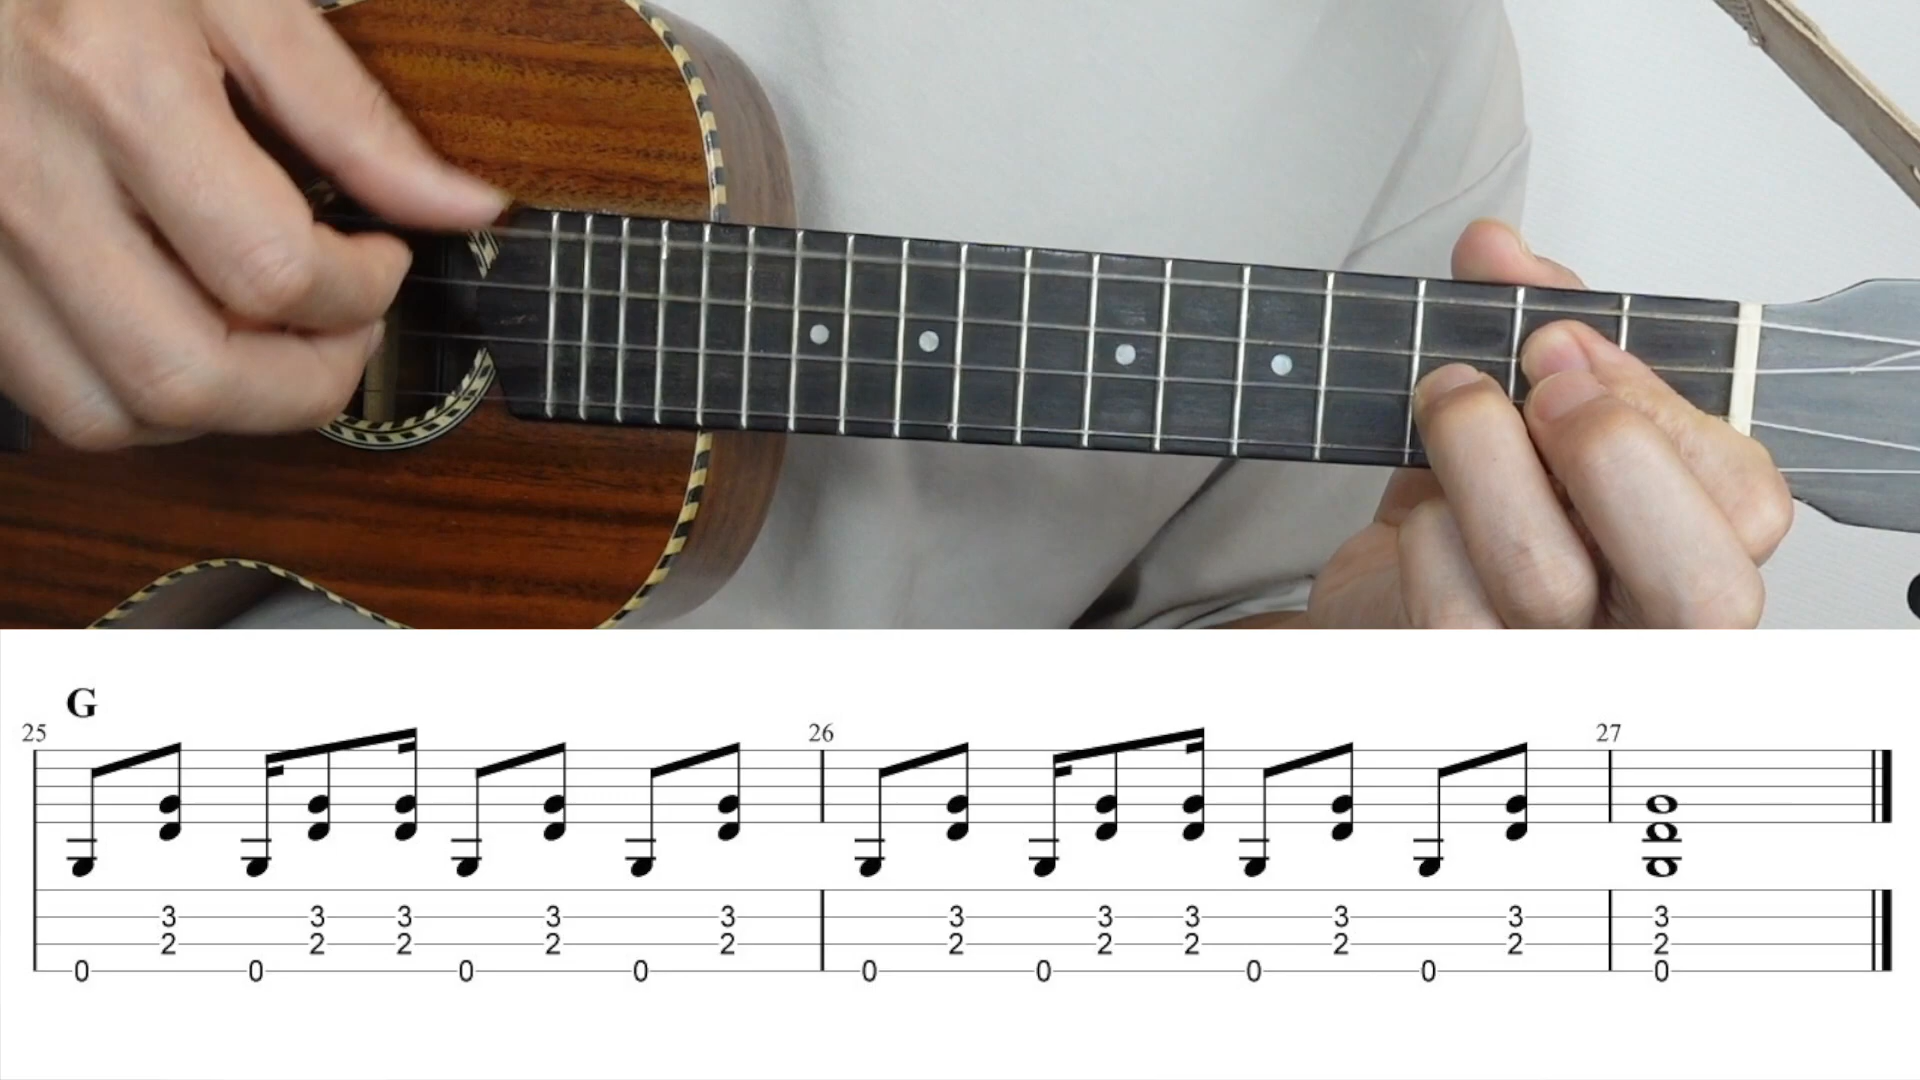 G
25 26 27
3 3 3 3 3 3 3 3 3 3 3
2 2 2 2 2 2 2 2 2 2 2
0 0 0 0 0 0 0 0 0